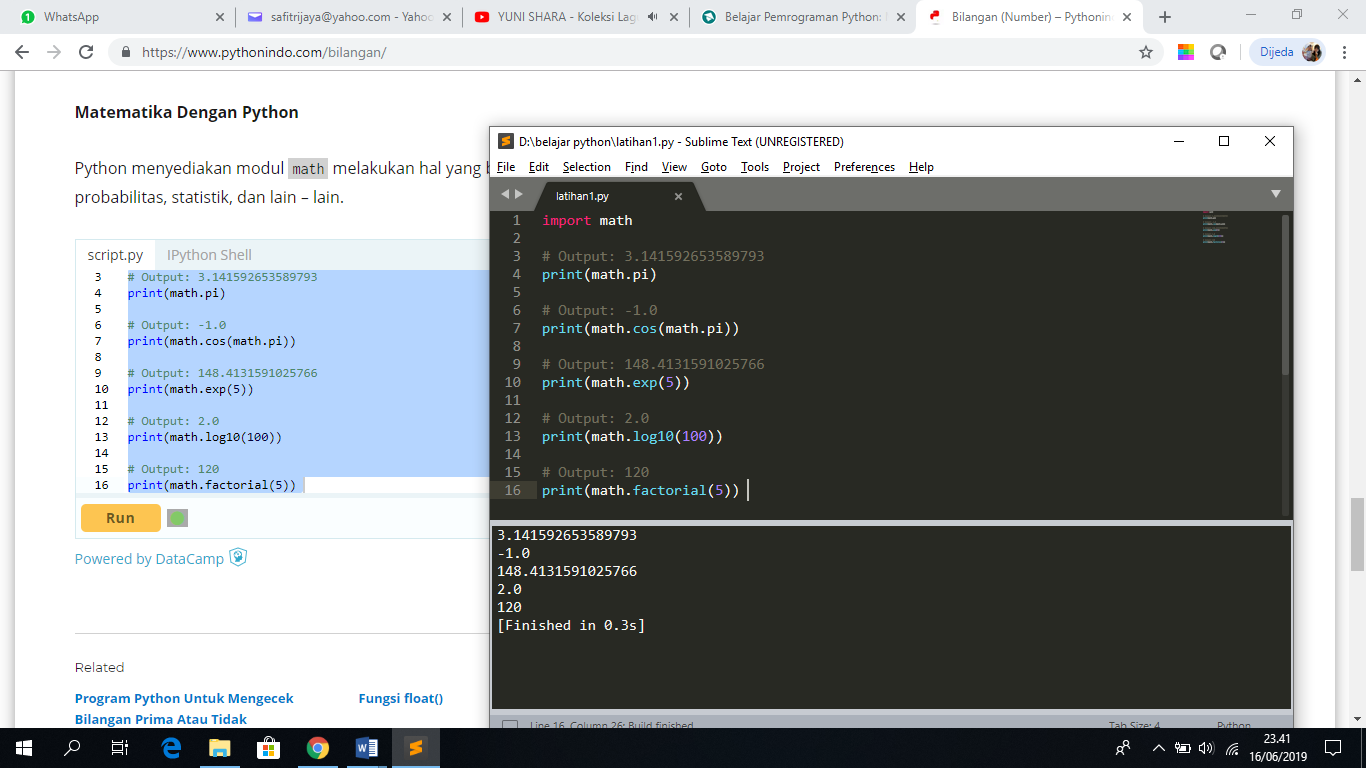 WhatsApp
safitrijaya@yahoo.com - Yahoo
YUNI SHARA - Koleksi Lag
Belajar Pemrograman Python:
Bilangan (Number) – Pythonin
https://www.pythonindo.com/bilangan/
Dijeda
Matematika Dengan Python
Python menyediakan modul math melakukan hal yang b
probabilitas, statistik, dan lain – lain.
script.py IPython Shell
3 # Output: 3.141592653589793
4 print(math.pi)
5
6 # Output: -1.0
7 print(math.cos(math.pi))
8
9 # Output: 148.4131591025766
10 print(math.exp(5))
11
12 # Output: 2.0
13 print(math.log10(100))
14
15 # Output: 120
16 print(math.factorial(5))
Run
Powered by DataCamp
Related
Program Python Untuk Mengecek
Bilangan Prima Atau Tidak
Fungsi float()
D:\belajar python\latihan1.py - Sublime Text (UNREGISTERED)
File Edit Selection Find View Goto Tools Project Preferences Help
latihan1.py
1 import math
2
3 # Output: 3.141592653589793
4 print(math.pi)
5
6 # Output: -1.0
7 print(math.cos(math.pi))
8
9 # Output: 148.4131591025766
10 print(math.exp(5))
11
12 # Output: 2.0
13 print(math.log10(100))
14
15 # Output: 120
16 print(math.factorial(5))
3.141592653589793
-1.0
148.4131591025766
2.0
120
[Finished in 0.3s]
Line 16, Column 26; Build finished Tab Size: 4 Python
23.41
16/06/2019